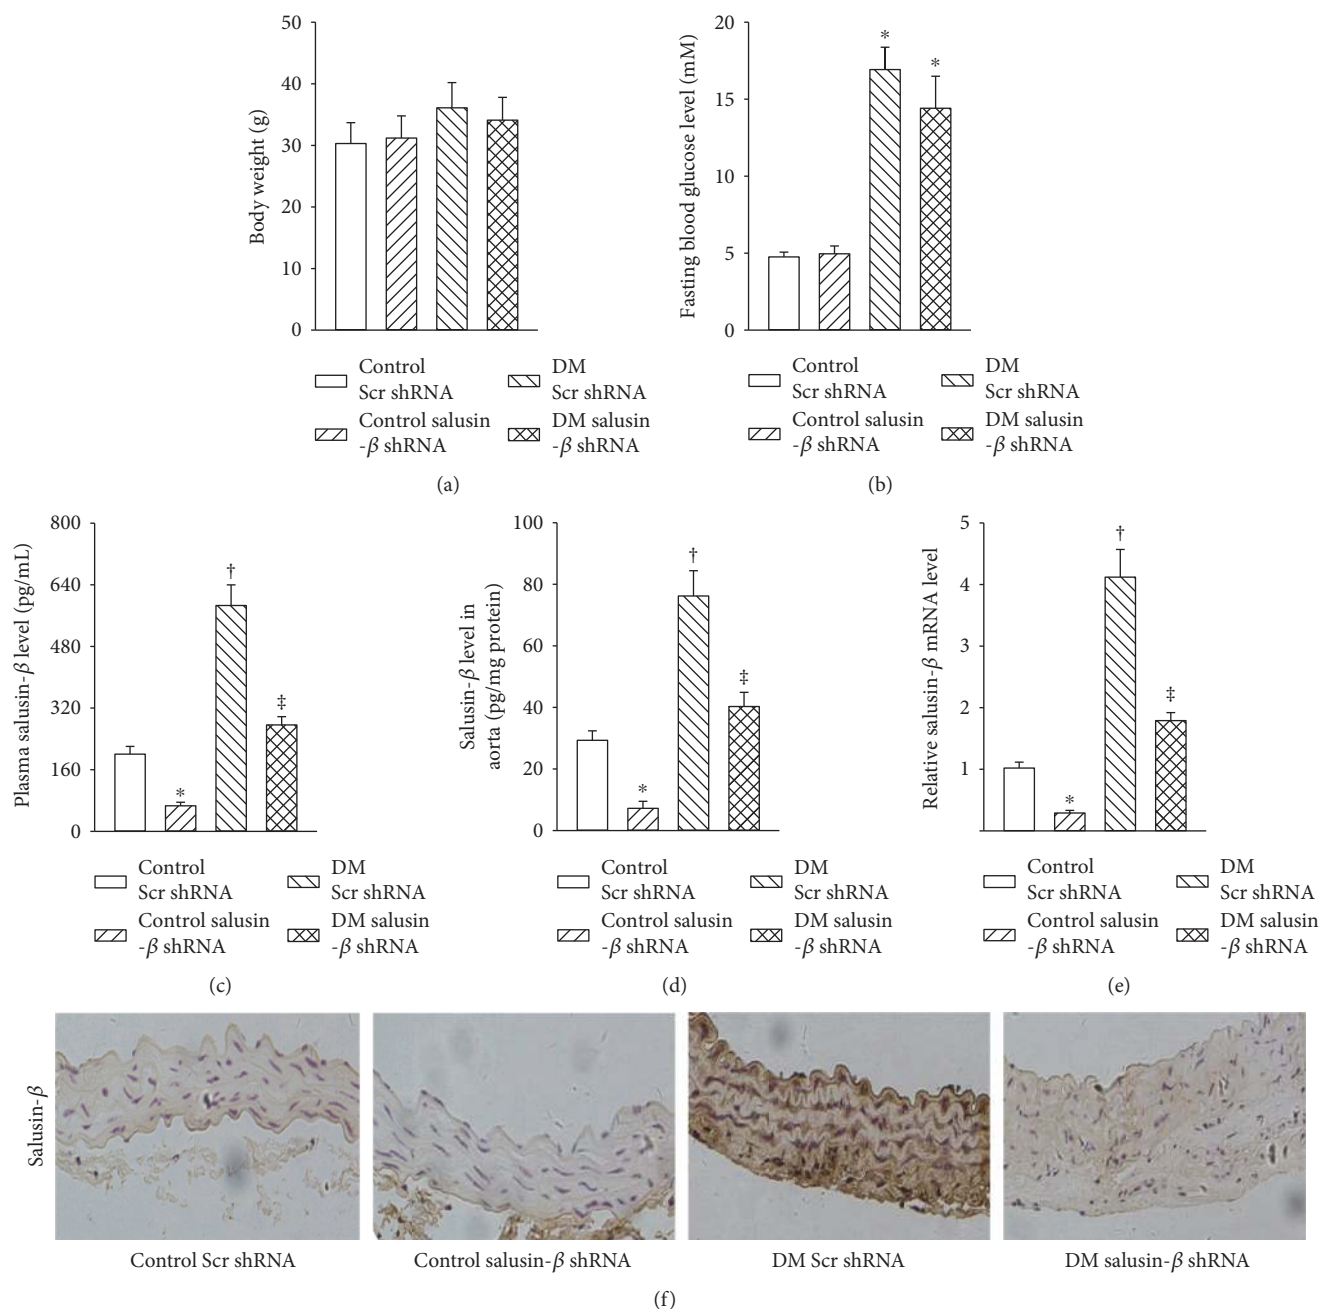 50
40
30
20
10
0
Body weight (g)
Control
Scr shRNA
DM
Scr shRNA
Control salusin
-β shRNA
DM salusin
-β shRNA
(a)
20
15
10
5
0
Fasting blood glucose level (mM)
*
*
Control
Scr shRNA
DM
Scr shRNA
Control salusin
-β shRNA
DM salusin
-β shRNA
(b)
800
640
480
320
160
0
Plasma salusin-β level (pg/mL)
*
†
‡
Control
Scr shRNA
DM
Scr shRNA
Control salusin
-β shRNA
DM salusin
-β shRNA
(c)
100
80
60
40
20
0
Salusin-β level in
aorta (pg/mg protein)
*
†
‡
Control
Scr shRNA
DM
Scr shRNA
Control salusin
-β shRNA
DM salusin
-β shRNA
(d)
5
4
3
2
1
Relative salusin-β mRNA level
*
†
‡
Control
Scr shRNA
DM
Scr shRNA
Control salusin
-β shRNA
DM salusin
-β shRNA
(e)
Salusin-β
Control Scr shRNA
Control salusin-β shRNA
DM Scr shRNA
DM salusin-β shRNA
(f)